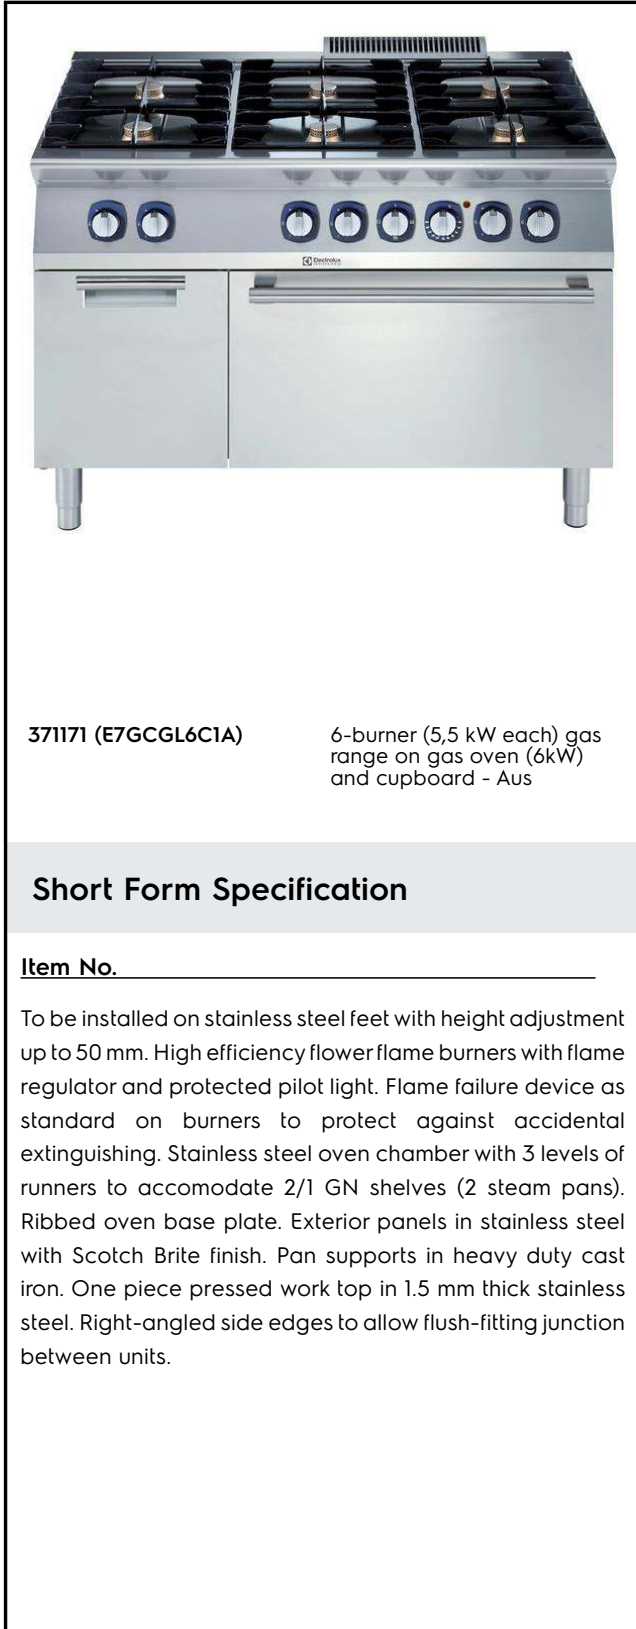 Electrolux
PROFESSIONAL
371171 (E7GCGL6C1A)
6-burner (5,5 kW each) gas
range on gas oven (6kW)
and cupboard - Aus
Short Form Specification
Item No.
To be installed on stainless steel feet with height adjustment
up to 50 mm. High efficiency flower flame burners with flame
regulator and protected pilot light. Flame failure device as
standard on burners to protect against accidental
extinguishing. Stainless steel oven chamber with 3 levels of
runners to accomodate 2/1 GN shelves (2 steam pans).
Ribbed oven base plate. Exterior panels in stainless steel
with Scotch Brite finish. Pan supports in heavy duty cast
iron. One piece pressed work top in 1.5 mm thick stainless
steel. Right-angled side edges to allow flush-fitting junction
between units.